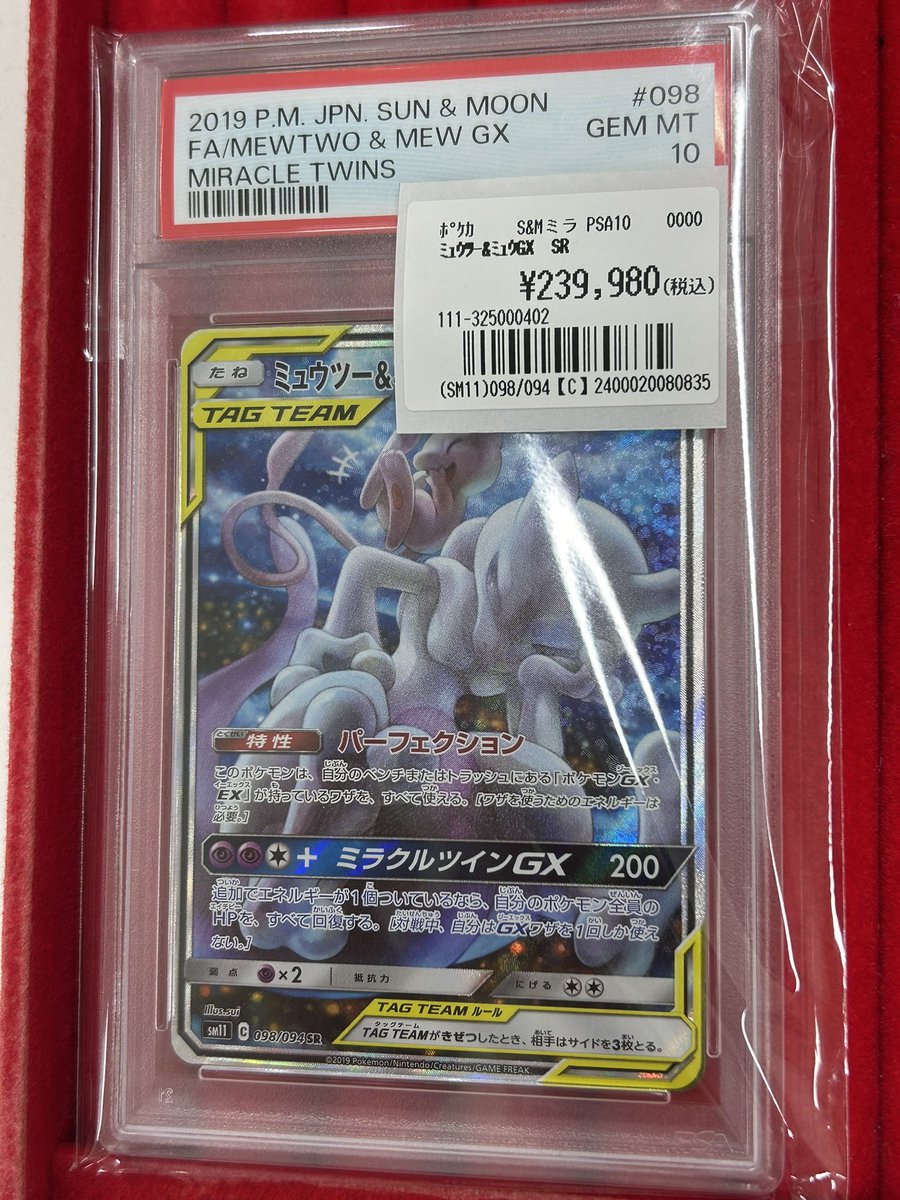 2019 P.M. JPN. SUN & MOON #098
FA/MEWTWO & MEW GX GEM MT
MIRACLE TWINS 10
ﾎﾟｹｶ S&Mミラ PSA10 0000
ﾐｭｳﾂｰ&ﾐｭｳGX SR
¥239,980(税込)
111-325000402
(SM11)098/094【C】2400020080835
たね ミュウツー&
TAG TEAM
とくせい
特性 パーフェクション
このポケモンは、自分のベンチまたはトラッシュにある「ポケモンGX・
EX」が持っているワザを、すべて使える。[ワザを使うためのエネルギーは
必要。]
+ ミラクルツインGX 200
追加でエネルギーが1個ついているなら、自分のポケモン全員の
HPを、すべて回復する。[対戦中、自分はGXワザを1回しか使え
ない。]
弱点 ×2 抵抗力 にげる
Illus.sui
TAG TEAM ルール
sm11 C 098/094 SR
TAG TEAMがきぜつしたとき、相手はサイドを3枚とる。
©2019 Pokémon/Nintendo/Creatures/GAME FREAK.